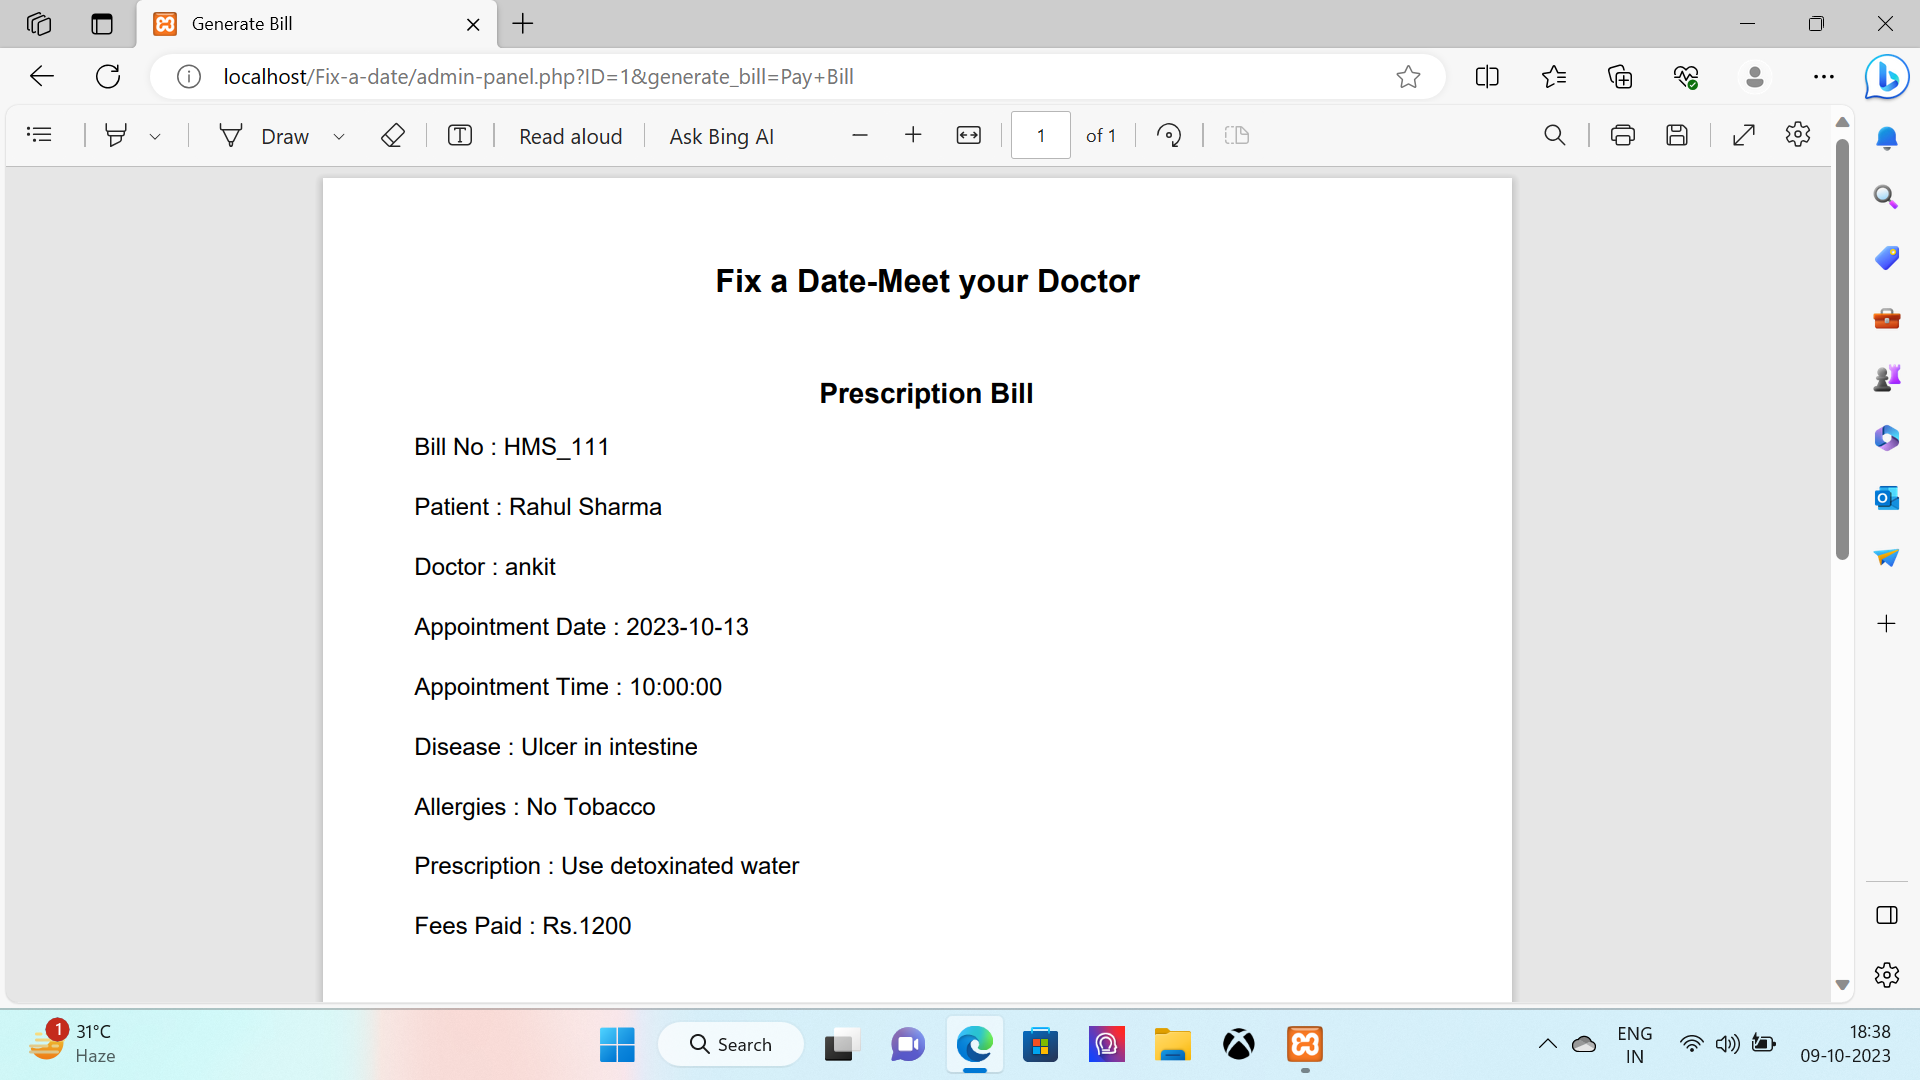 Generate Bill
localhost/Fix-a-date/admin-panel.php?ID=1&generate_bill=Pay+Bill
Draw
Read aloud
Ask Bing AI
1
of 1
Fix a Date-Meet your Doctor
Prescription Bill
Bill No : HMS_111
Patient : Rahul Sharma
Doctor : ankit
Appointment Date : 2023-10-13
Appointment Time : 10:00:00
Disease : Ulcer in intestine
Allergies : No Tobacco
Prescription : Use detoxinated water
Fees Paid : Rs.1200
1
31°C
Haze
Search
ENG
IN
18:38
09-10-2023